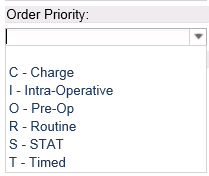 Order Priority:
C - Charge
I - Intra-Operative
O - Pre-Op
R - Routine
S - STAT
T - Timed